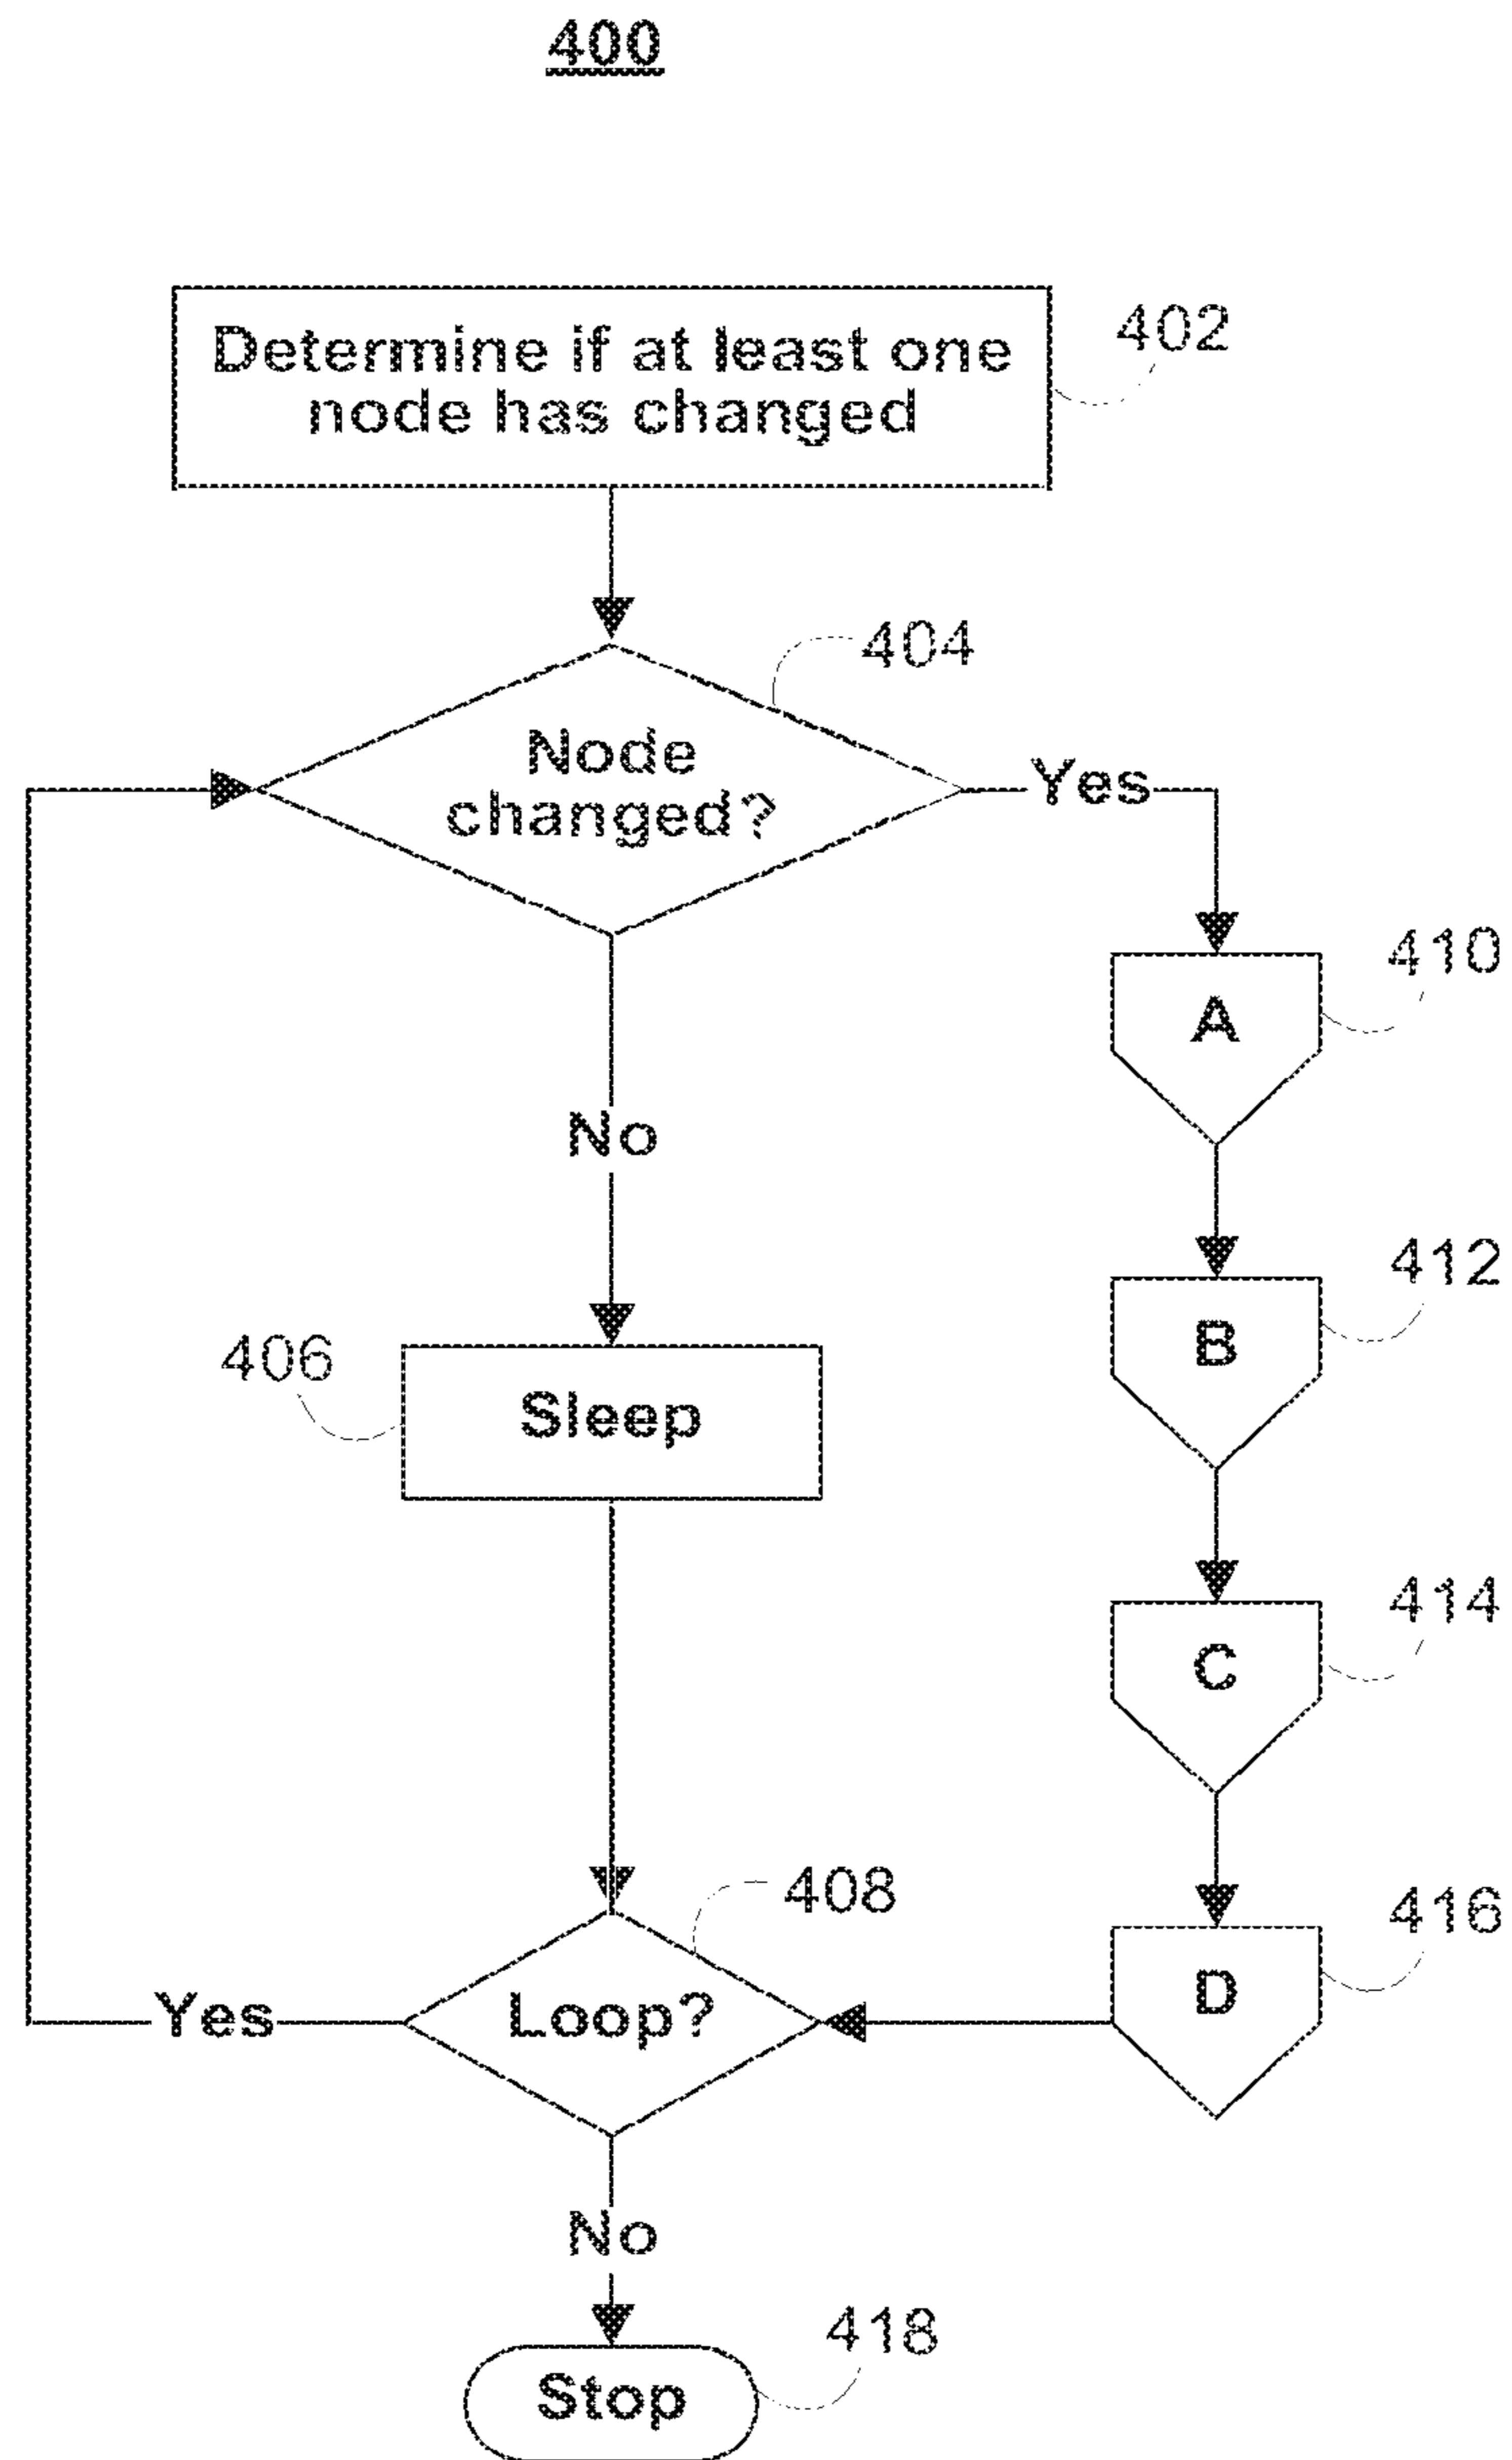 400
Determine if at least one
node has changed
402
404
Node
changed?
Yes
410
A
No
412
B
406
Sleep
414
C
408
416
D
Yes
Loop?
No
418
Stop